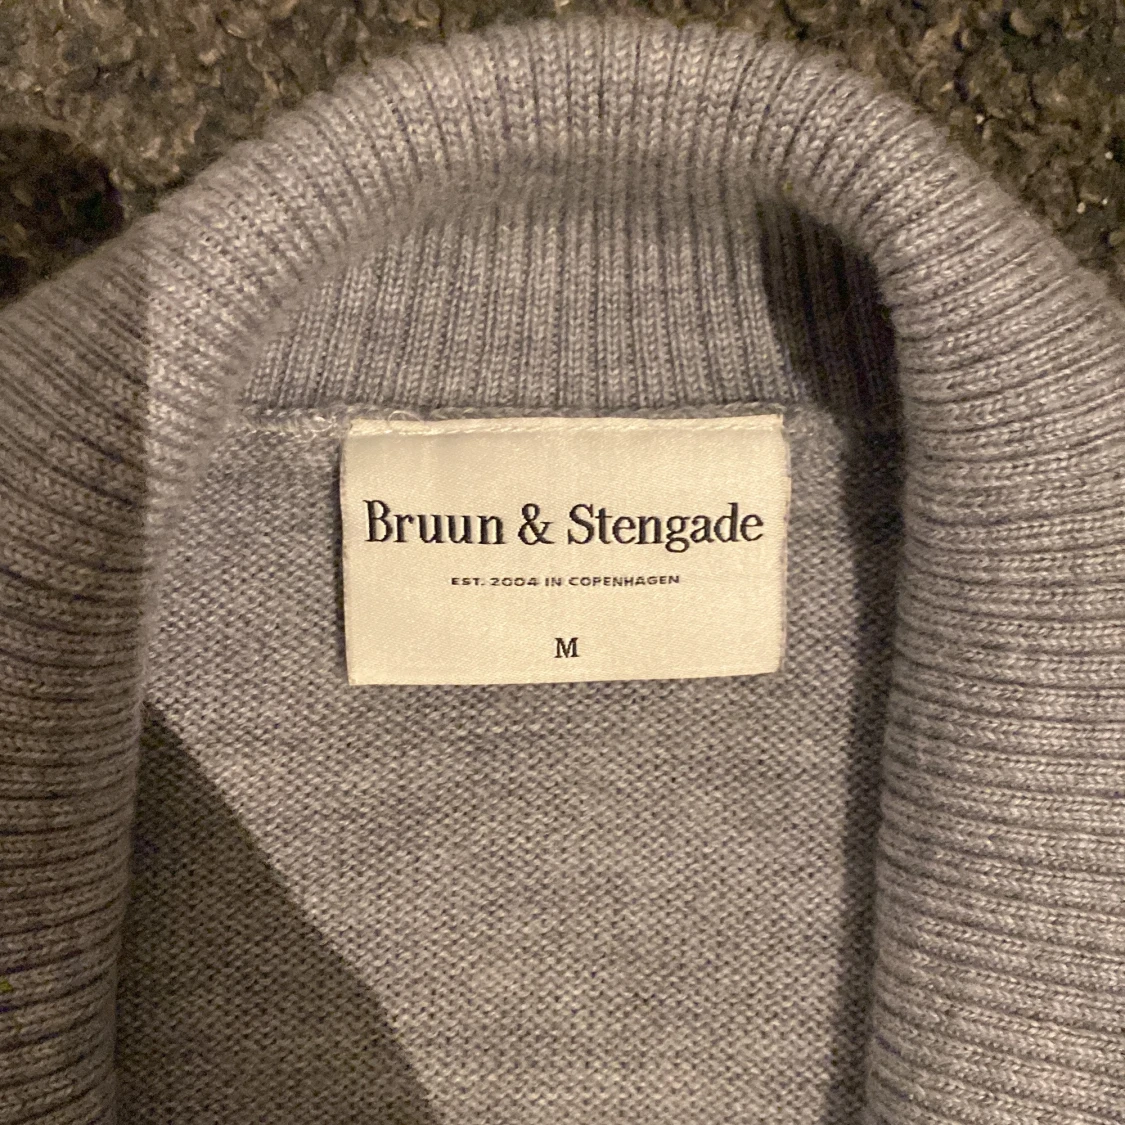 Bruun & Stengade
EST. 2004 IN COPENHAGEN
M